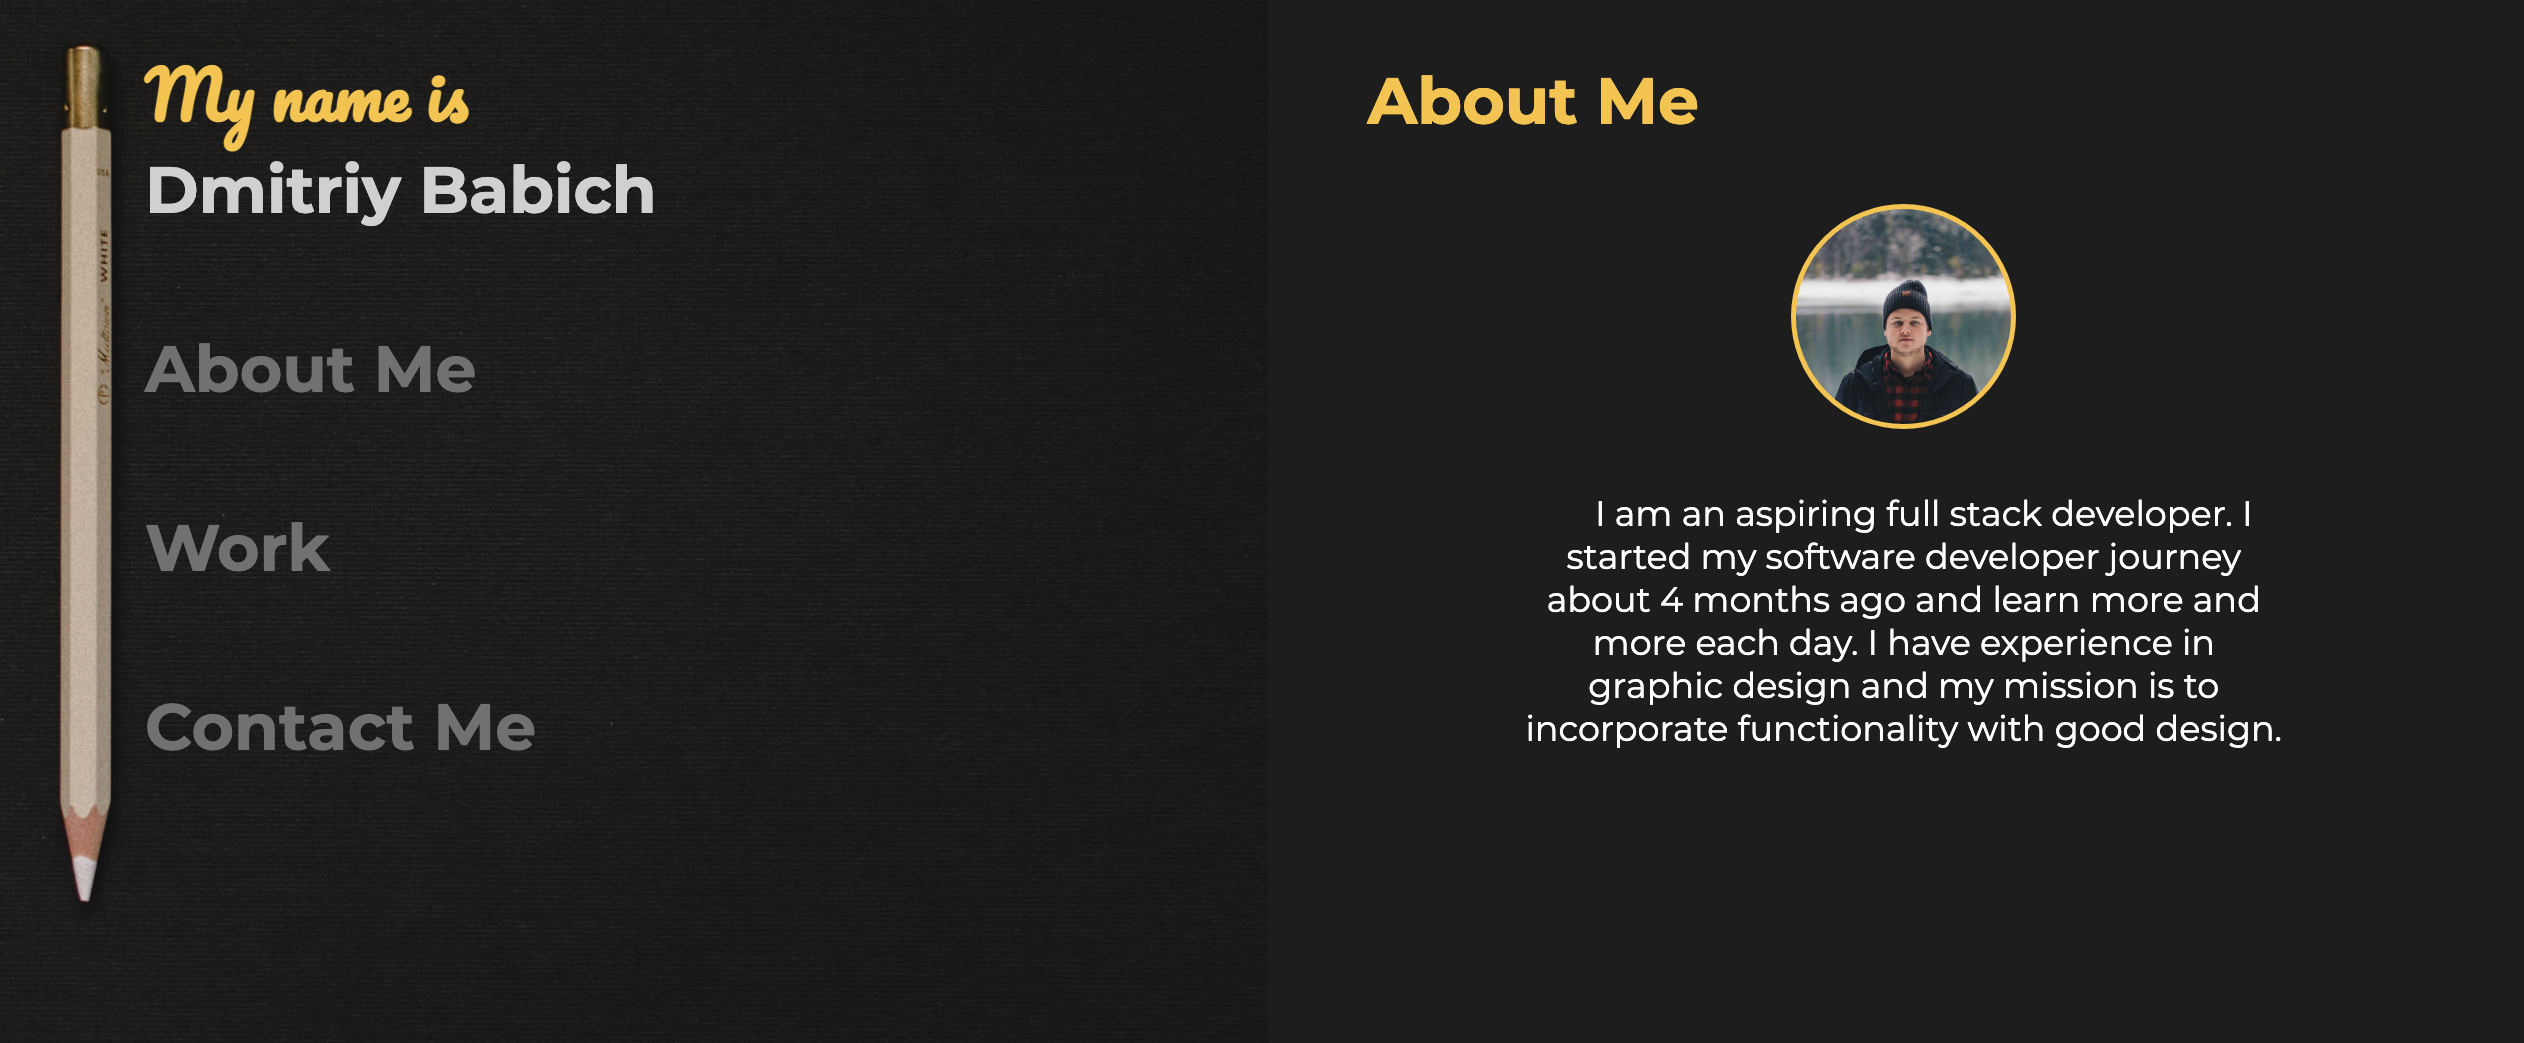 My name is
Dmitriy Babich
About Me
Work
Contact Me
USA
WHITE
About Me
I am an aspiring full stack developer. I
started my software developer journey
about 4 months ago and learn more and
more each day. I have experience in
graphic design and my mission is to
incorporate functionality with good design.